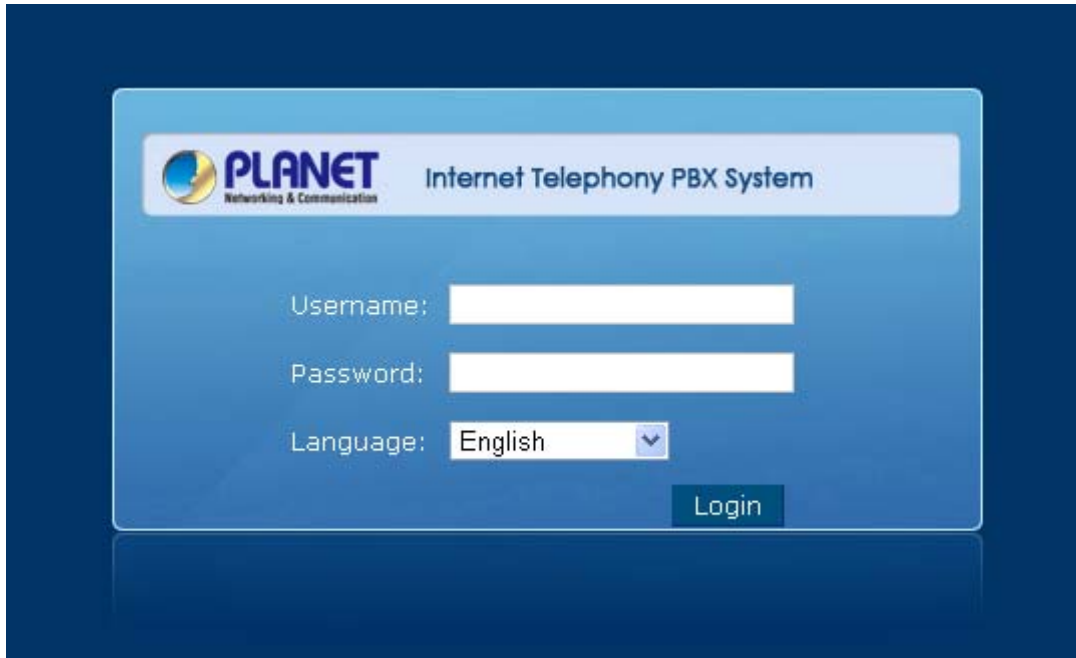 PLANET
Networking & Communication
Internet Telephony PBX System
Username:
Password:
Language: English
Login